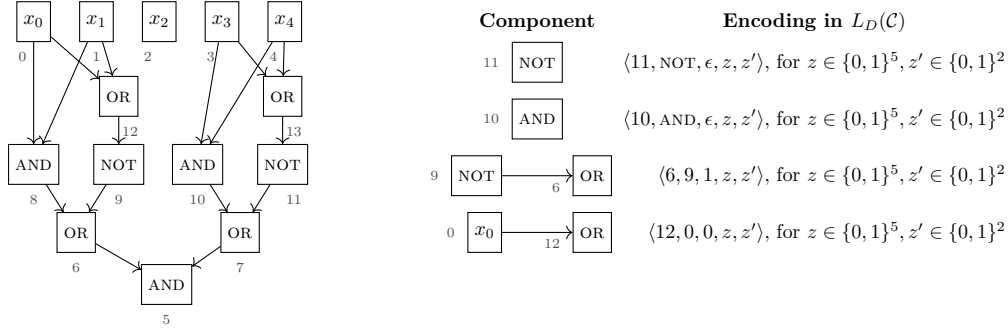 x₀ x₁ x₂ x₃ x₄
0 1 2 3 4
OR OR
12 13
AND NOT AND NOT
8 9 10 11
OR OR
6 7
AND
5
Component Encoding in L_D(𝒞)
11 NOT ⟨11, NOT, ϵ, z, z′⟩, for z ∈ {0, 1}⁵, z′ ∈ {0, 1}²
10 AND ⟨10, AND, ϵ, z, z′⟩, for z ∈ {0, 1}⁵, z′ ∈ {0, 1}²
9 NOT 6 OR ⟨6, 9, 1, z, z′⟩, for z ∈ {0, 1}⁵, z′ ∈ {0, 1}²
0 x₀ 12 OR ⟨12, 0, 0, z, z′⟩, for z ∈ {0, 1}⁵, z′ ∈ {0, 1}²